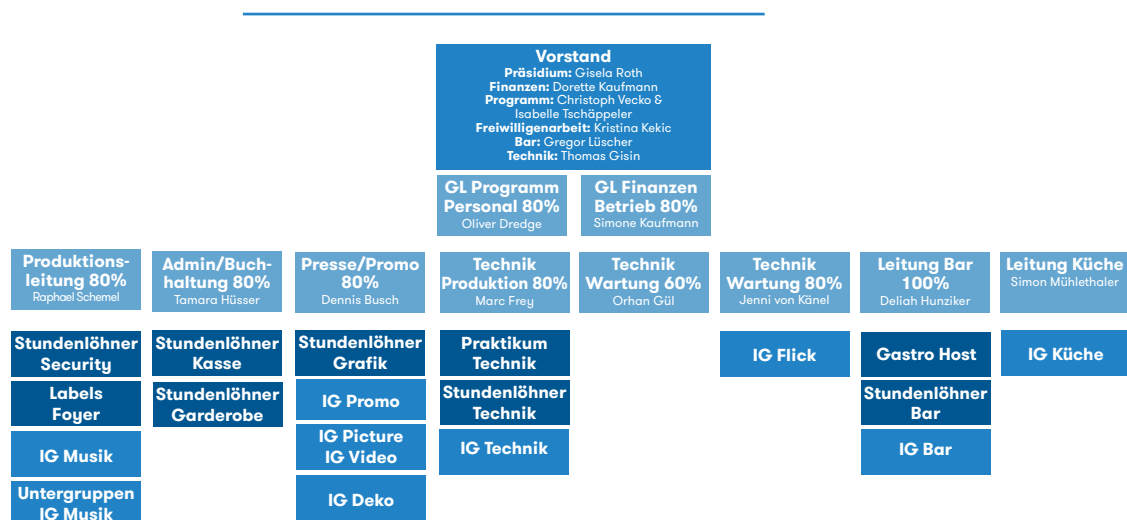 Vorstand
Präsidium: Gisela Roth
Finanzen: Dorette Kaufmann
Programm: Christoph Vecko &
Isabelle Tschäppeler
Freiwilligenarbeit: Kristina Kekic
Bar: Gregor Lüscher
Technik: Thomas Gisin
GL Programm
Personal 80%
Oliver Dredge
GL Finanzen
Betrieb 80%
Simone Kaufmann
Produktions-
leitung 80%
Raphael Schemel
Admin/Buch-
haltung 80%
Tamara Hüsser
Presse/Promo
80%
Dennis Busch
Technik
Produktion 80%
Marc Frey
Technik
Wartung 60%
Orhan Gül
Technik
Wartung 80%
Jenni von Känel
Leitung Bar
100%
Deliah Hunziker
Leitung Küche
Simon Mühlethaler
Stundenlöhner
Security
Labels
Foyer
IG Musik
Untergruppen
IG Musik
Stundenlöhner
Kasse
Stundenlöhner
Garderobe
Stundenlöhner
Grafik
IG Promo
IG Picture
IG Video
IG Deko
Praktikum
Technik
Stundenlöhner
Technik
IG Technik
IG Flick
Gastro Host
Stundenlöhner
Bar
IG Bar
IG Küche